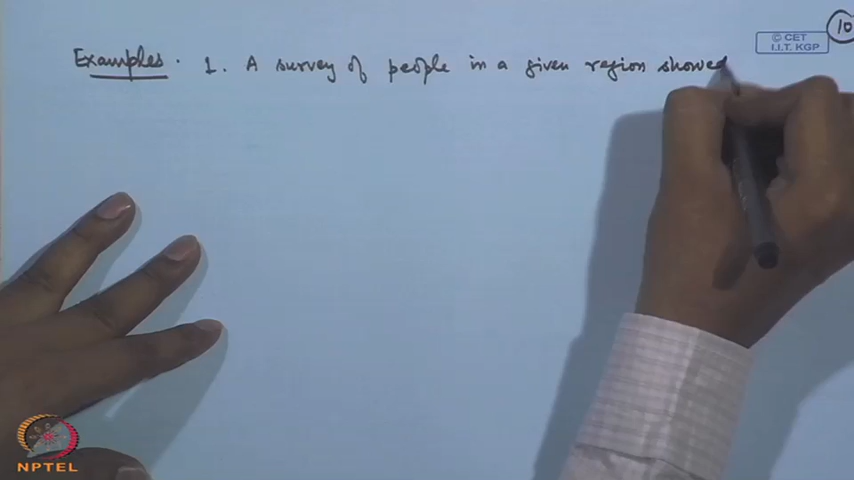 10
© CET
I.I.T. KGP
Examples. 1. A survey of people in a given region showed
NPTEL